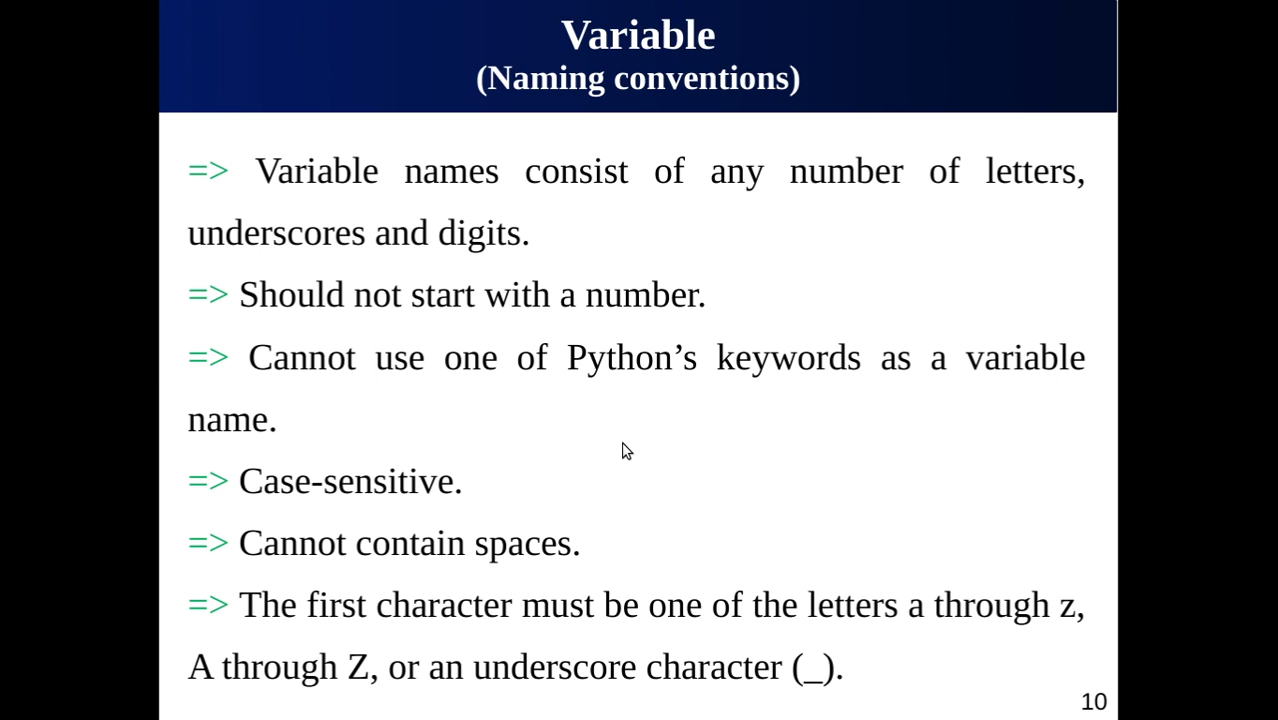 Variable
(Naming conventions)
=> Variable names consist of any number of letters,
underscores and digits.
=> Should not start with a number.
=> Cannot use one of Python’s keywords as a variable
name.
=> Case-sensitive.
=> Cannot contain spaces.
=> The first character must be one of the letters a through z,
A through Z, or an underscore character (_).
10